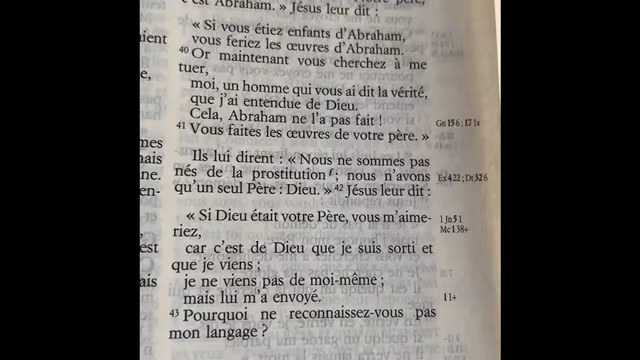 c'est Abraham. » Jésus leur dit :
« Si vous étiez enfants d'Abraham,
vous feriez les œuvres d'Abraham.
40 Or maintenant vous cherchez à me
tuer,
moi, un homme qui vous ai dit la vérité,
que j'ai entendue de Dieu.
Cela, Abraham ne l'a pas fait !
Gn 15 6 ; 17 1s
41 Vous faites les œuvres de votre père. »
Ils lui dirent : « Nous ne sommes pas
nés de la prostitution f ; nous n'avons
Ex 4 22 ; Dt 32 6
qu'un seul Père : Dieu. » 42 Jésus leur dit :
« Si Dieu était votre Père, vous m'aime-
1 Jn 5 1
riez,
Mc 1 38+
car c'est de Dieu que je suis sorti et
que je viens ;
je ne viens pas de moi-même ;
mais lui m'a envoyé.
1 1+
43 Pourquoi ne reconnaissez-vous pas
mon langage ?